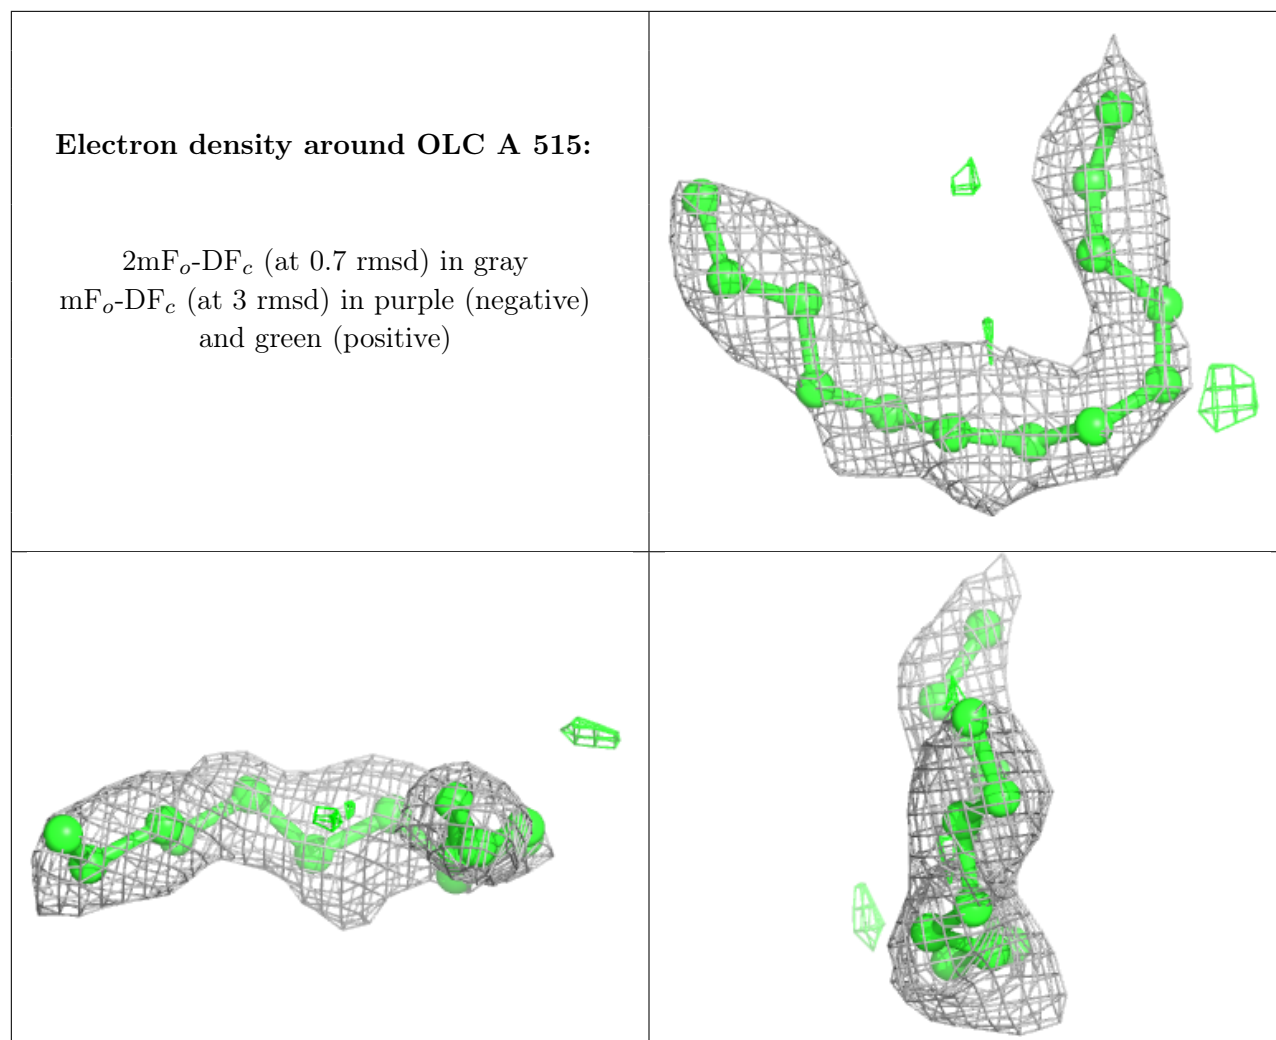 Electron density around OLC A 515:
2mFo-DFc (at 0.7 rmsd) in gray
mFo-DFc (at 3 rmsd) in purple (negative)
and green (positive)